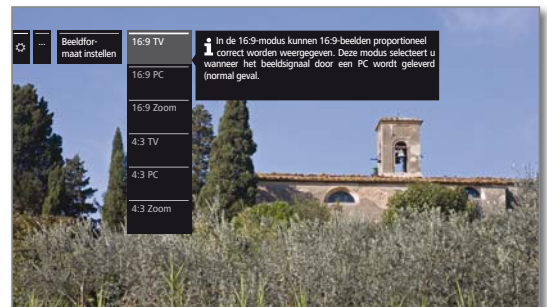 ...
Beeldfor-
maat instellen
16:9 TV
16:9 PC
16:9 Zoom
4:3 TV
4:3 PC
4:3 Zoom
In de 16:9-modus kunnen 16:9-beelden proportioneel
correct worden weergegeven. Deze modus selecteert u
wanneer het beeldsignaal door een PC wordt geleverd
(normal geval.